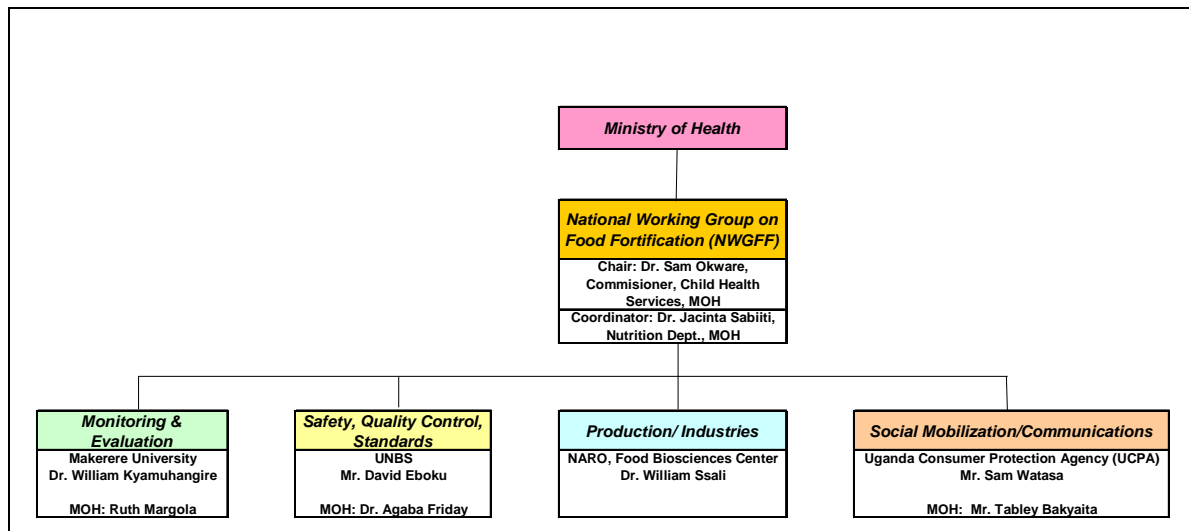 Ministry of Health
National Working Group on
Food Fortification (NWGFF)
Chair: Dr. Sam Okware,
Commisioner, Child Health
Services, MOH
Coordinator: Dr. Jacinta Sabiiti,
Nutrition Dept., MOH
Monitoring &
Evaluation
Makerere University
Dr. William Kyamuhangire
MOH: Ruth Margola
Safety, Quality Control,
Standards
UNBS
Mr. David Eboku
MOH: Dr. Agaba Friday
Production/ Industries
NARO, Food Biosciences Center
Dr. William Ssali
Social Mobilization/Communications
Uganda Consumer Protection Agency (UCPA)
Mr. Sam Watasa
MOH: Mr. Tabley Bakyaita